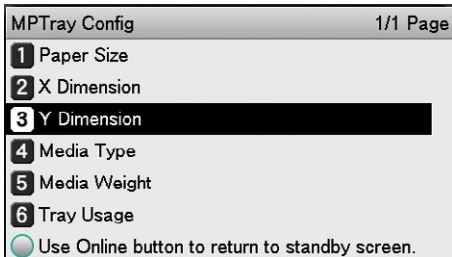 MPTray Config 1/1 Page
1 Paper Size
2 X Dimension
3 Y Dimension
4 Media Type
5 Media Weight
6 Tray Usage
Use Online button to return to standby screen.